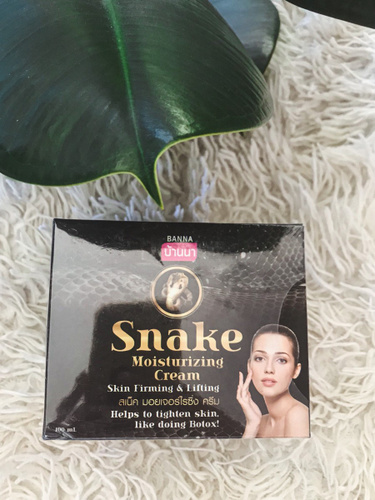 BANNA
บ้านนา
Snake
Moisturizing
Cream
Skin Firming & Lifting
สเน็ค มอยเจอร์ไรซิ่ง ครีม
Helps to tighten skin,
like doing Botox!
100 ml.